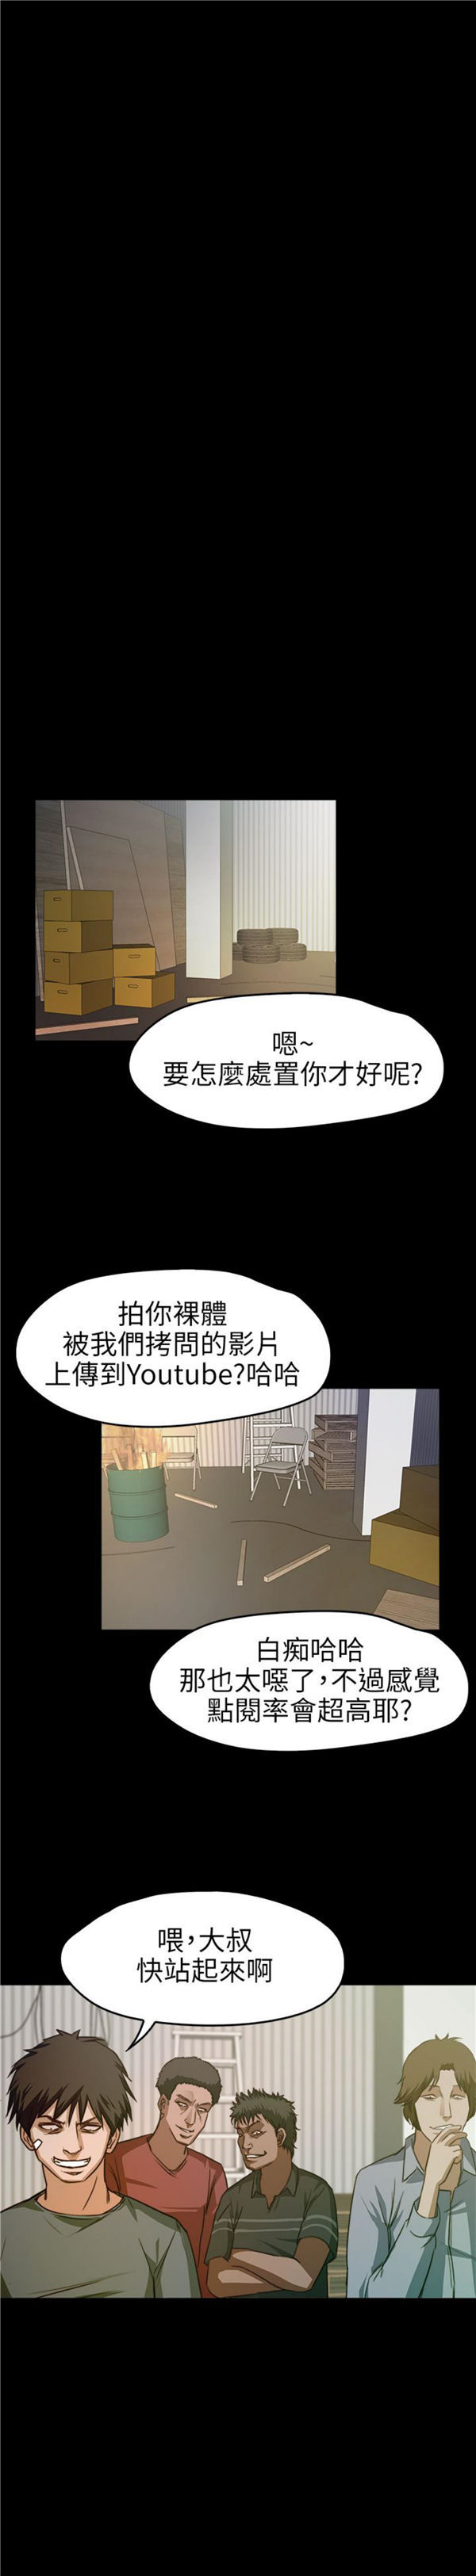 嗯~
要怎麼處置你才好呢?
拍你裸體
被我們拷問的影片
上傳到Youtube?哈哈
白痴哈哈
那也太噁了,不過感覺
點閱率會超高耶?
喂,大叔
快站起來啊